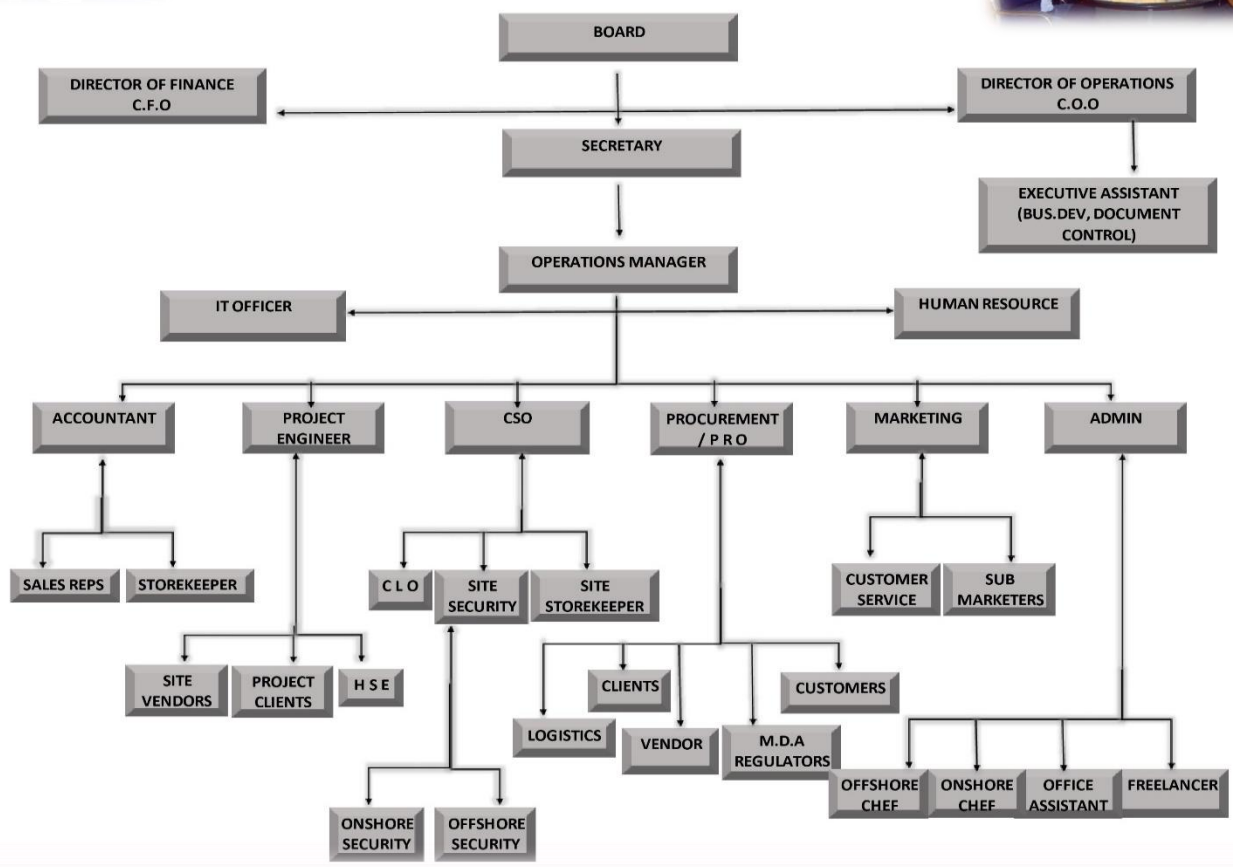 BOARD
DIRECTOR OF FINANCE
C.F.O
DIRECTOR OF OPERATIONS
C.O.O
SECRETARY
EXECUTIVE ASSISTANT
(BUS.DEV, DOCUMENT
CONTROL)
OPERATIONS MANAGER
IT OFFICER
HUMAN RESOURCE
ACCOUNTANT
PROJECT
ENGINEER
CSO
PROCUREMENT
/ P R O
MARKETING
ADMIN
SALES REPS
STOREKEEPER
C L O
SITE
SECURITY
SITE
STOREKEEPER
CUSTOMER
SERVICE
SUB
MARKETERS
SITE
VENDORS
PROJECT
CLIENTS
H S E
CLIENTS
CUSTOMERS
LOGISTICS
VENDOR
M.D.A
REGULATORS
OFFSHORE
CHEF
ONSHORE
CHEF
OFFICE
ASSISTANT
FREELANCER
ONSHORE
SECURITY
OFFSHORE
SECURITY